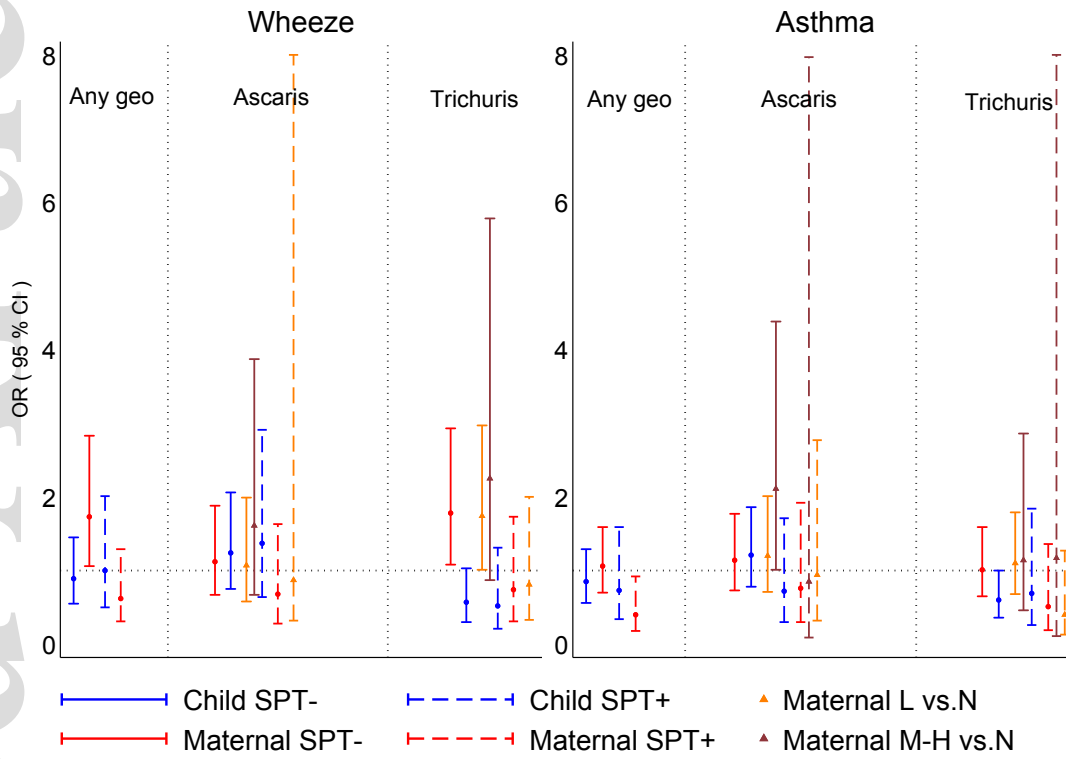 Wheeze
Asthma
8
Any geo
Ascaris
Trichuris
8
Any geo
Ascaris
Trichuris
6
6
OR ( 95 % CI )
4
4
2
2
0
0
Child SPT-
Child SPT+
Maternal L vs.N
Maternal SPT-
Maternal SPT+
Maternal M-H vs.N